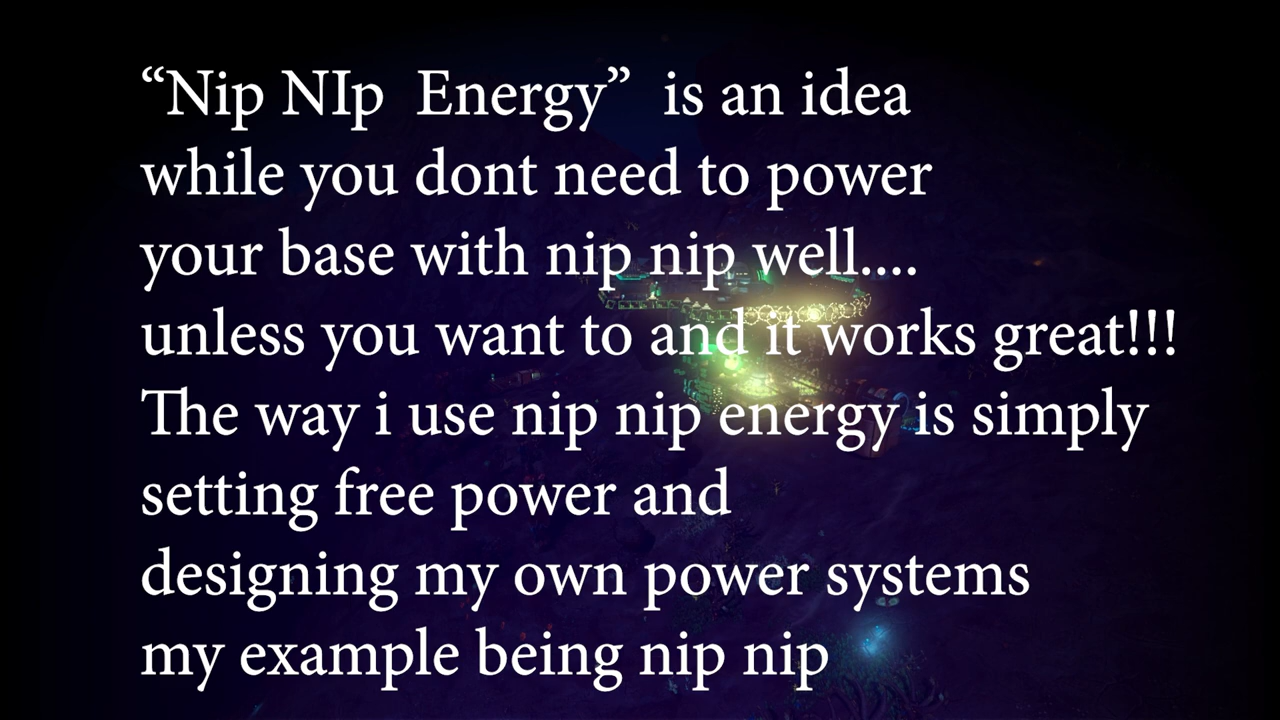 “Nip NIp  Energy”  is an idea
while you dont need to power
your base with nip nip well....
unless you want to and it works great!!!
The way i use nip nip energy is simply
setting free power and
designing my own power systems
my example being nip nip